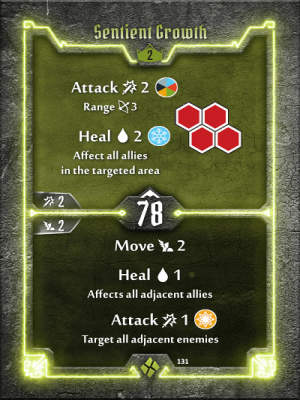 Sentient Growth
2
Attack 2
Range 3
Heal 2
Affect all allies
in the targeted area
2
78
2
Move 2
Heal 1
Affects all adjacent allies
Attack 1
Target all adjacent enemies
131